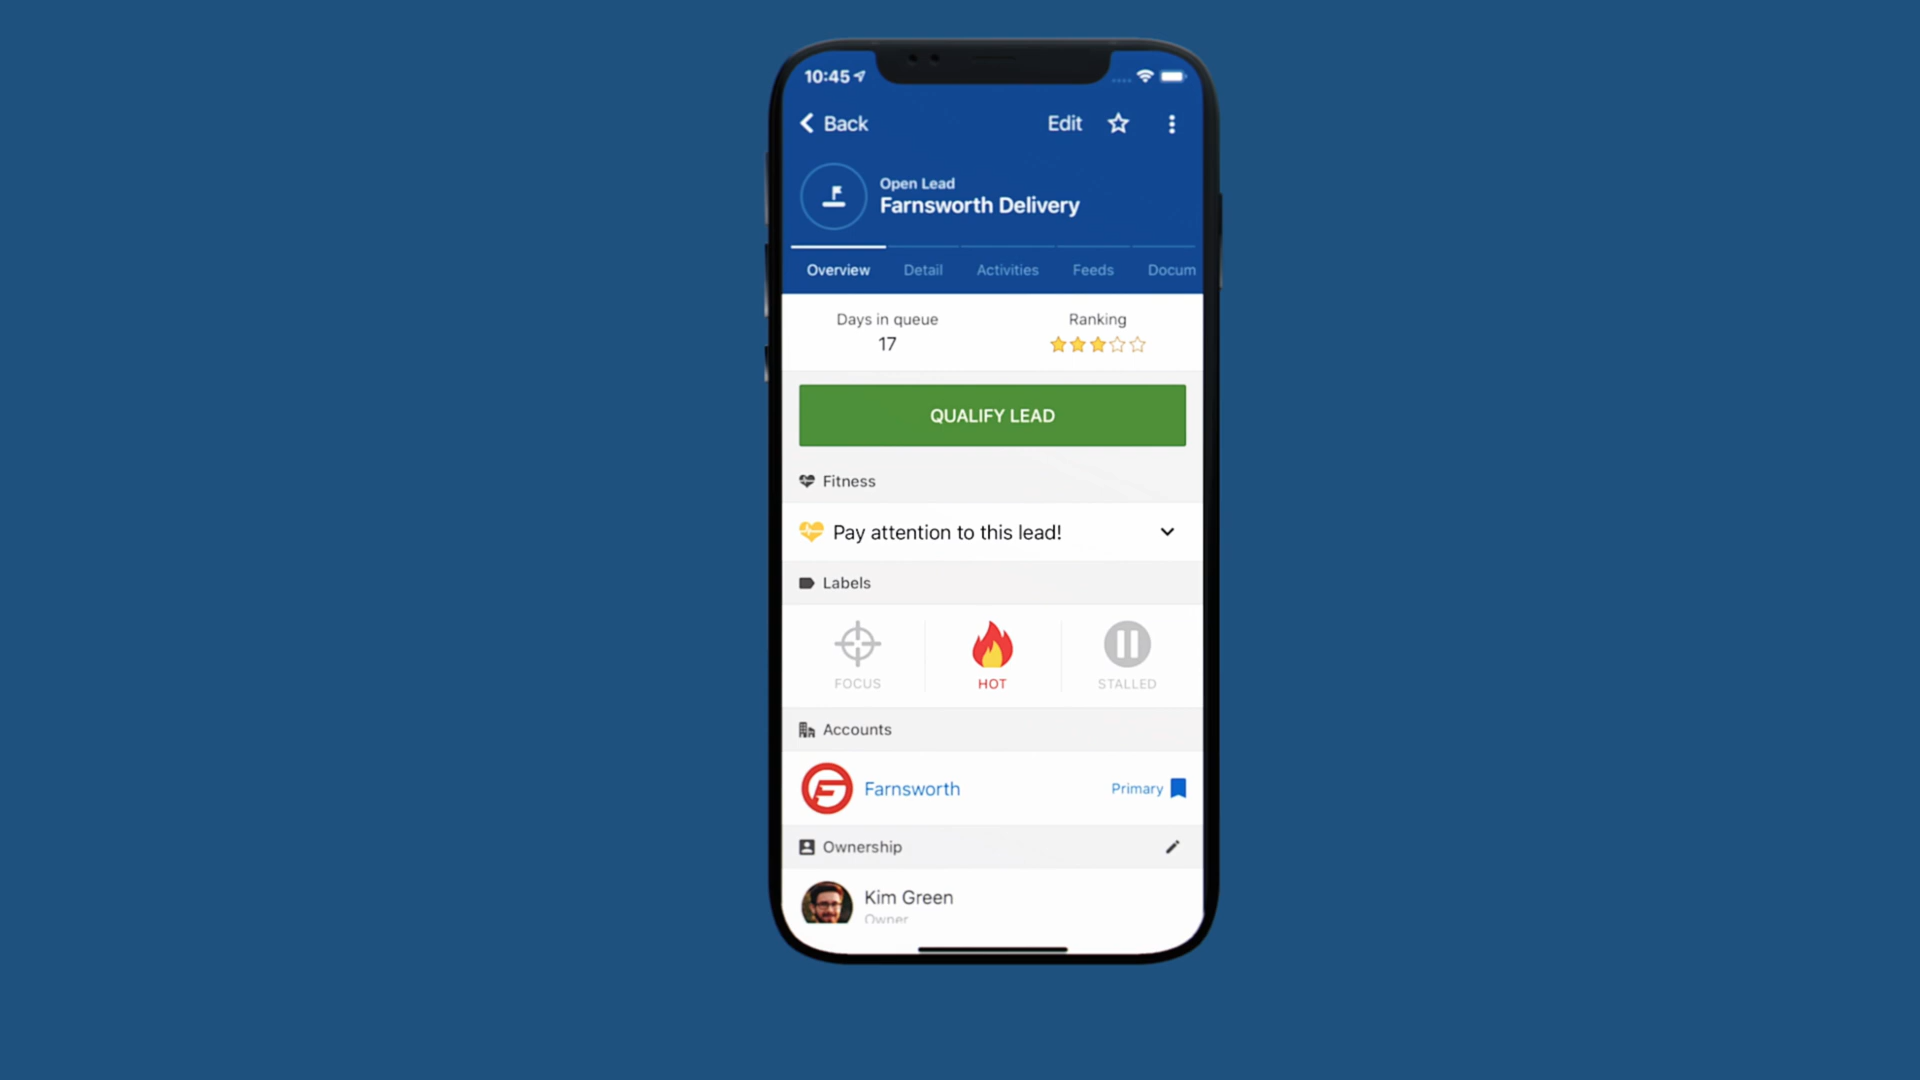 10:45
Back Edit
Open Lead
Farnsworth Delivery
Overview Detail Activities Feeds Docum
Days in queue Ranking
17
QUALIFY LEAD
Fitness
Pay attention to this lead!
Labels
FOCUS HOT STALLED
Accounts
Farnsworth Primary
Ownership
Kim Green
Owner